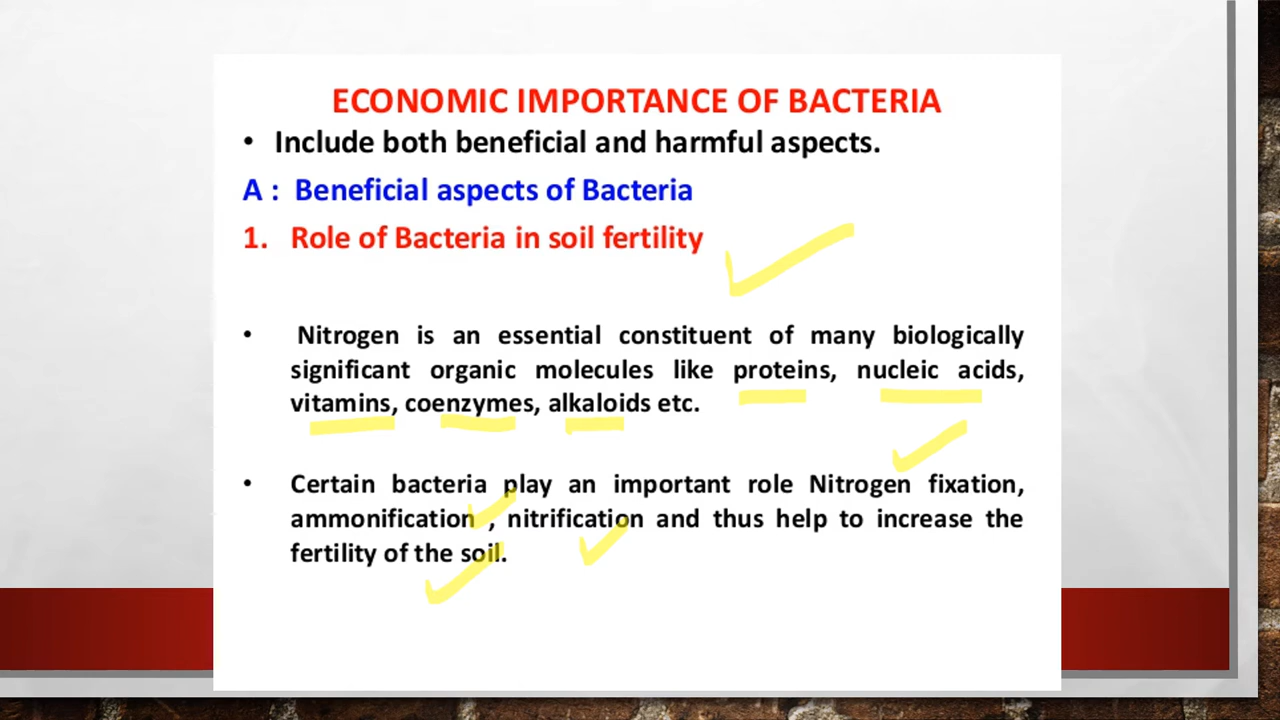 ECONOMIC IMPORTANCE OF BACTERIA
• Include both beneficial and harmful aspects.
A : Beneficial aspects of Bacteria
1. Role of Bacteria in soil fertility
• Nitrogen is an essential constituent of many biologically
significant organic molecules like proteins, nucleic acids,
vitamins, coenzymes, alkaloids etc.
• Certain bacteria play an important role Nitrogen fixation,
ammonification , nitrification and thus help to increase the
fertility of the soil.